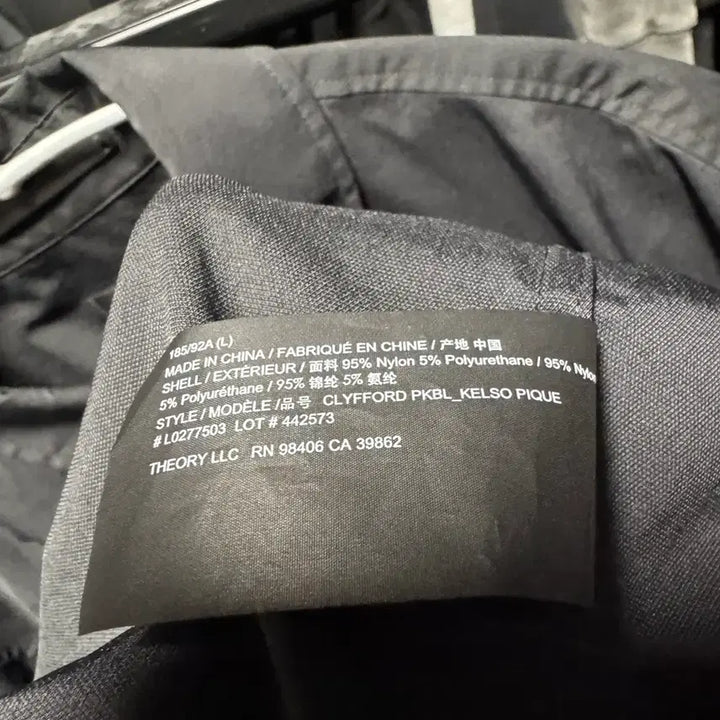 185/92A (L)
MADE IN CHINA / FABRIQUÉ EN CHINE / 产地 中国
SHELL / EXTÉRIEUR / 面料 95% Nylon 5% Polyurethane / 95% Nylon
5% Polyuréthane / 95% 锦纶 5% 氨纶
STYLE / MODÈLE /品号 CLYFFORD PKBL_KELSO PIQUE
# L0277503 LOT # 442573
THEORY LLC RN 98406 CA 39862